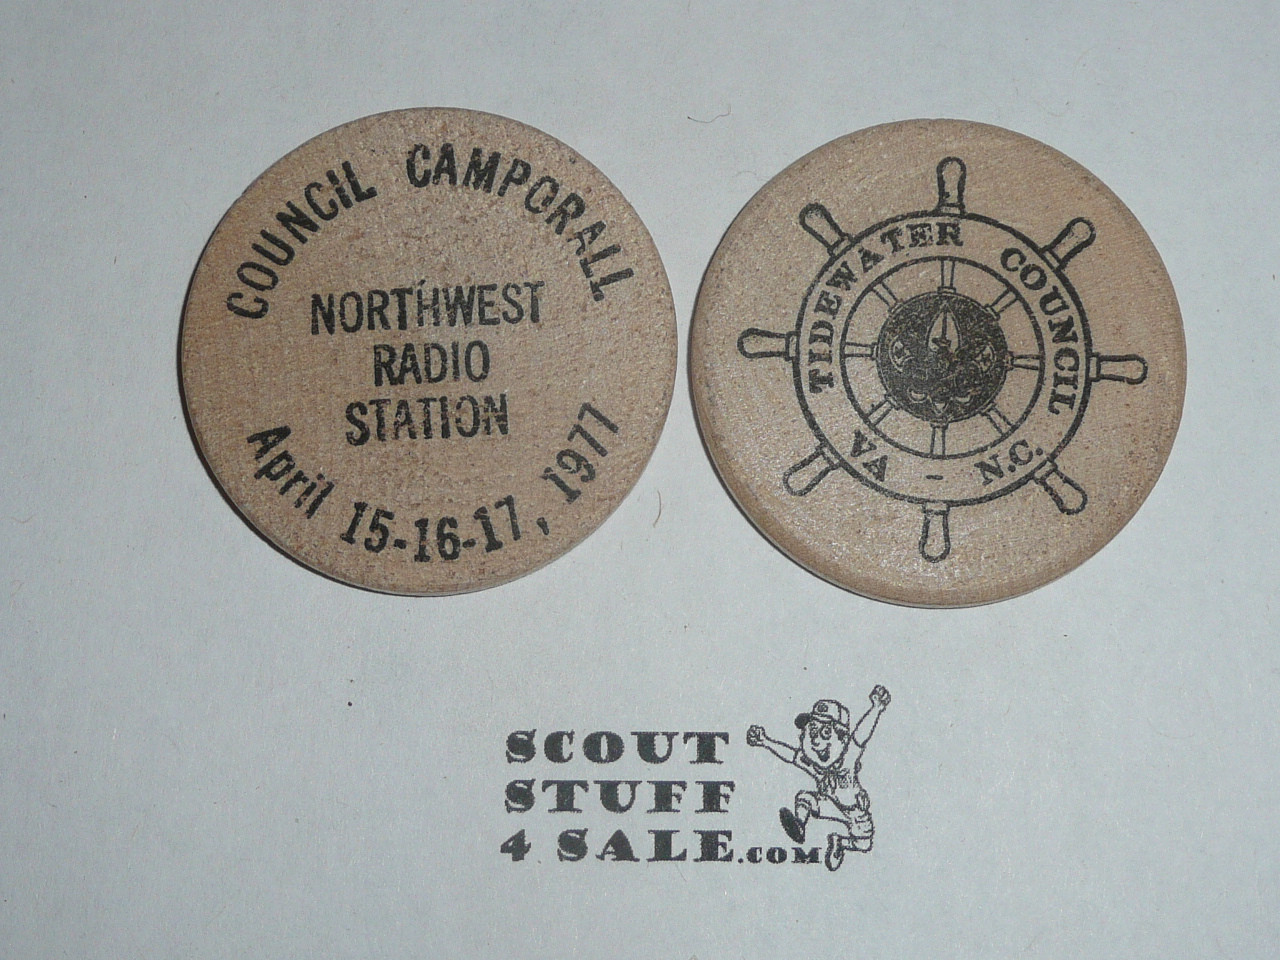 COUNCIL CAMPORALL
NORTHWEST
RADIO
STATION
April 15-16-17, 1977
TIDEWATER COUNCIL
VA - N.C.
SCOUT
STUFF
4 SALE.COM